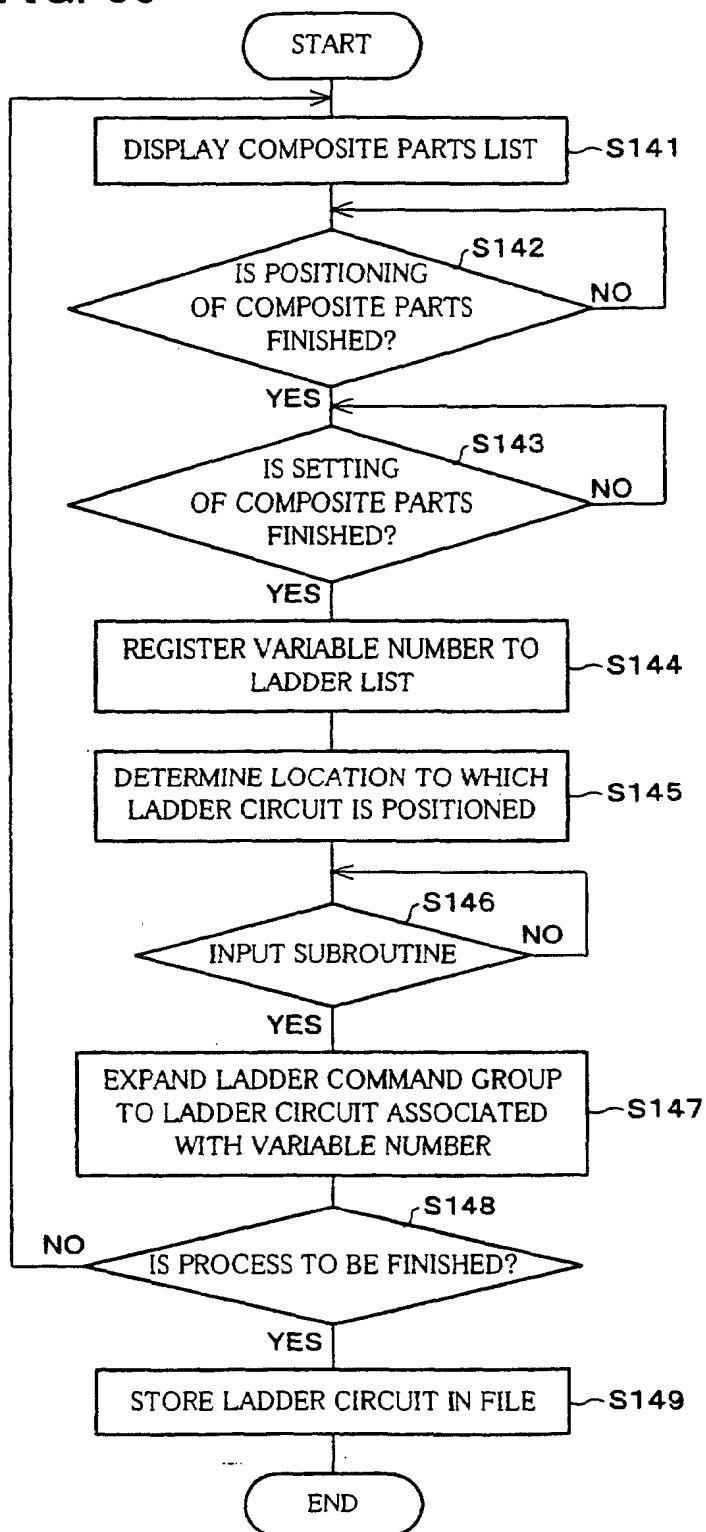 START
DISPLAY COMPOSITE PARTS LIST
S141
S142
IS POSITIONING
OF COMPOSITE PARTS
FINISHED?
NO
YES
S143
IS SETTING
OF COMPOSITE PARTS
FINISHED?
NO
YES
REGISTER VARIABLE NUMBER TO
LADDER LIST
S144
DETERMINE LOCATION TO WHICH
LADDER CIRCUIT IS POSITIONED
S145
S146
INPUT SUBROUTINE
NO
YES
EXPAND LADDER COMMAND GROUP
TO LADDER CIRCUIT ASSOCIATED
WITH VARIABLE NUMBER
S147
S148
NO
IS PROCESS TO BE FINISHED?
YES
STORE LADDER CIRCUIT IN FILE
S149
END